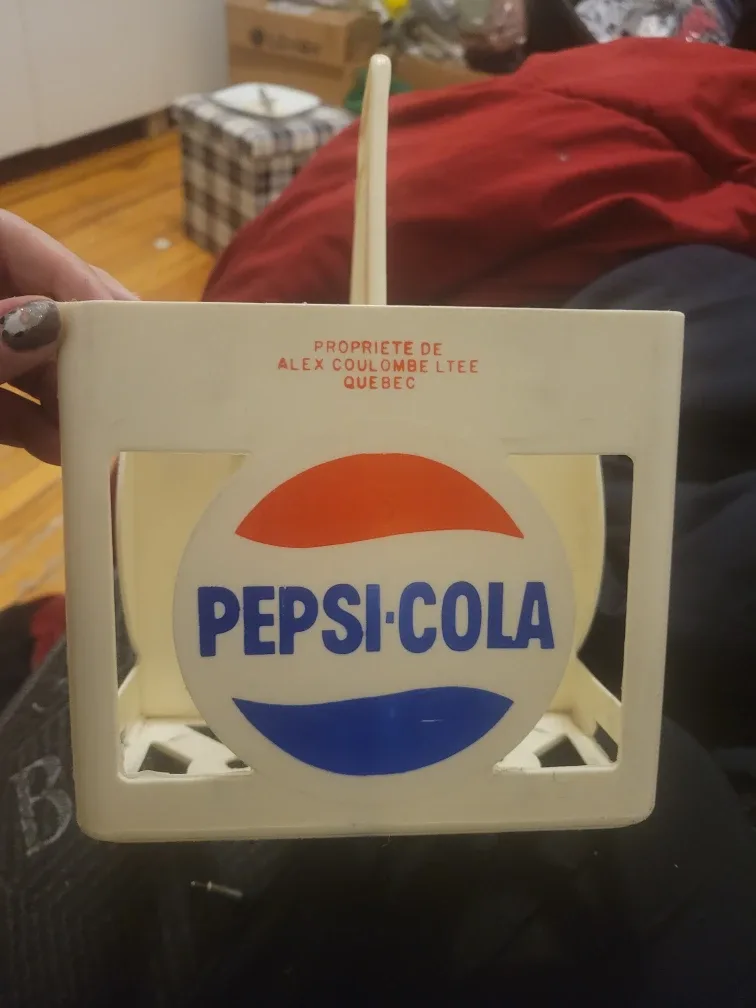 PROPRIETE DE
ALEX COULOMBE LTEE
QUEBEC
PEPSI·COLA
B